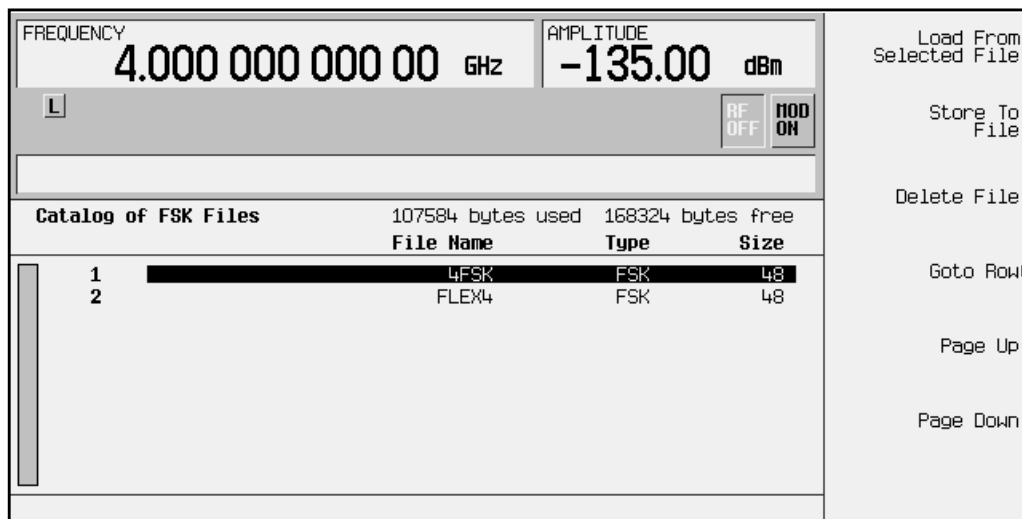 FREQUENCY
4.000 000 000 00 GHz
AMPLITUDE
-135.00 dBm
L
RF
OFF
MOD
ON
Catalog of FSK Files 107584 bytes used 168324 bytes free
File Name Type Size
1 4FSK FSK 48
2 FLEX4 FSK 48
Load From
Selected File
Store To
File
Delete File
Goto Row
Page Up
Page Down